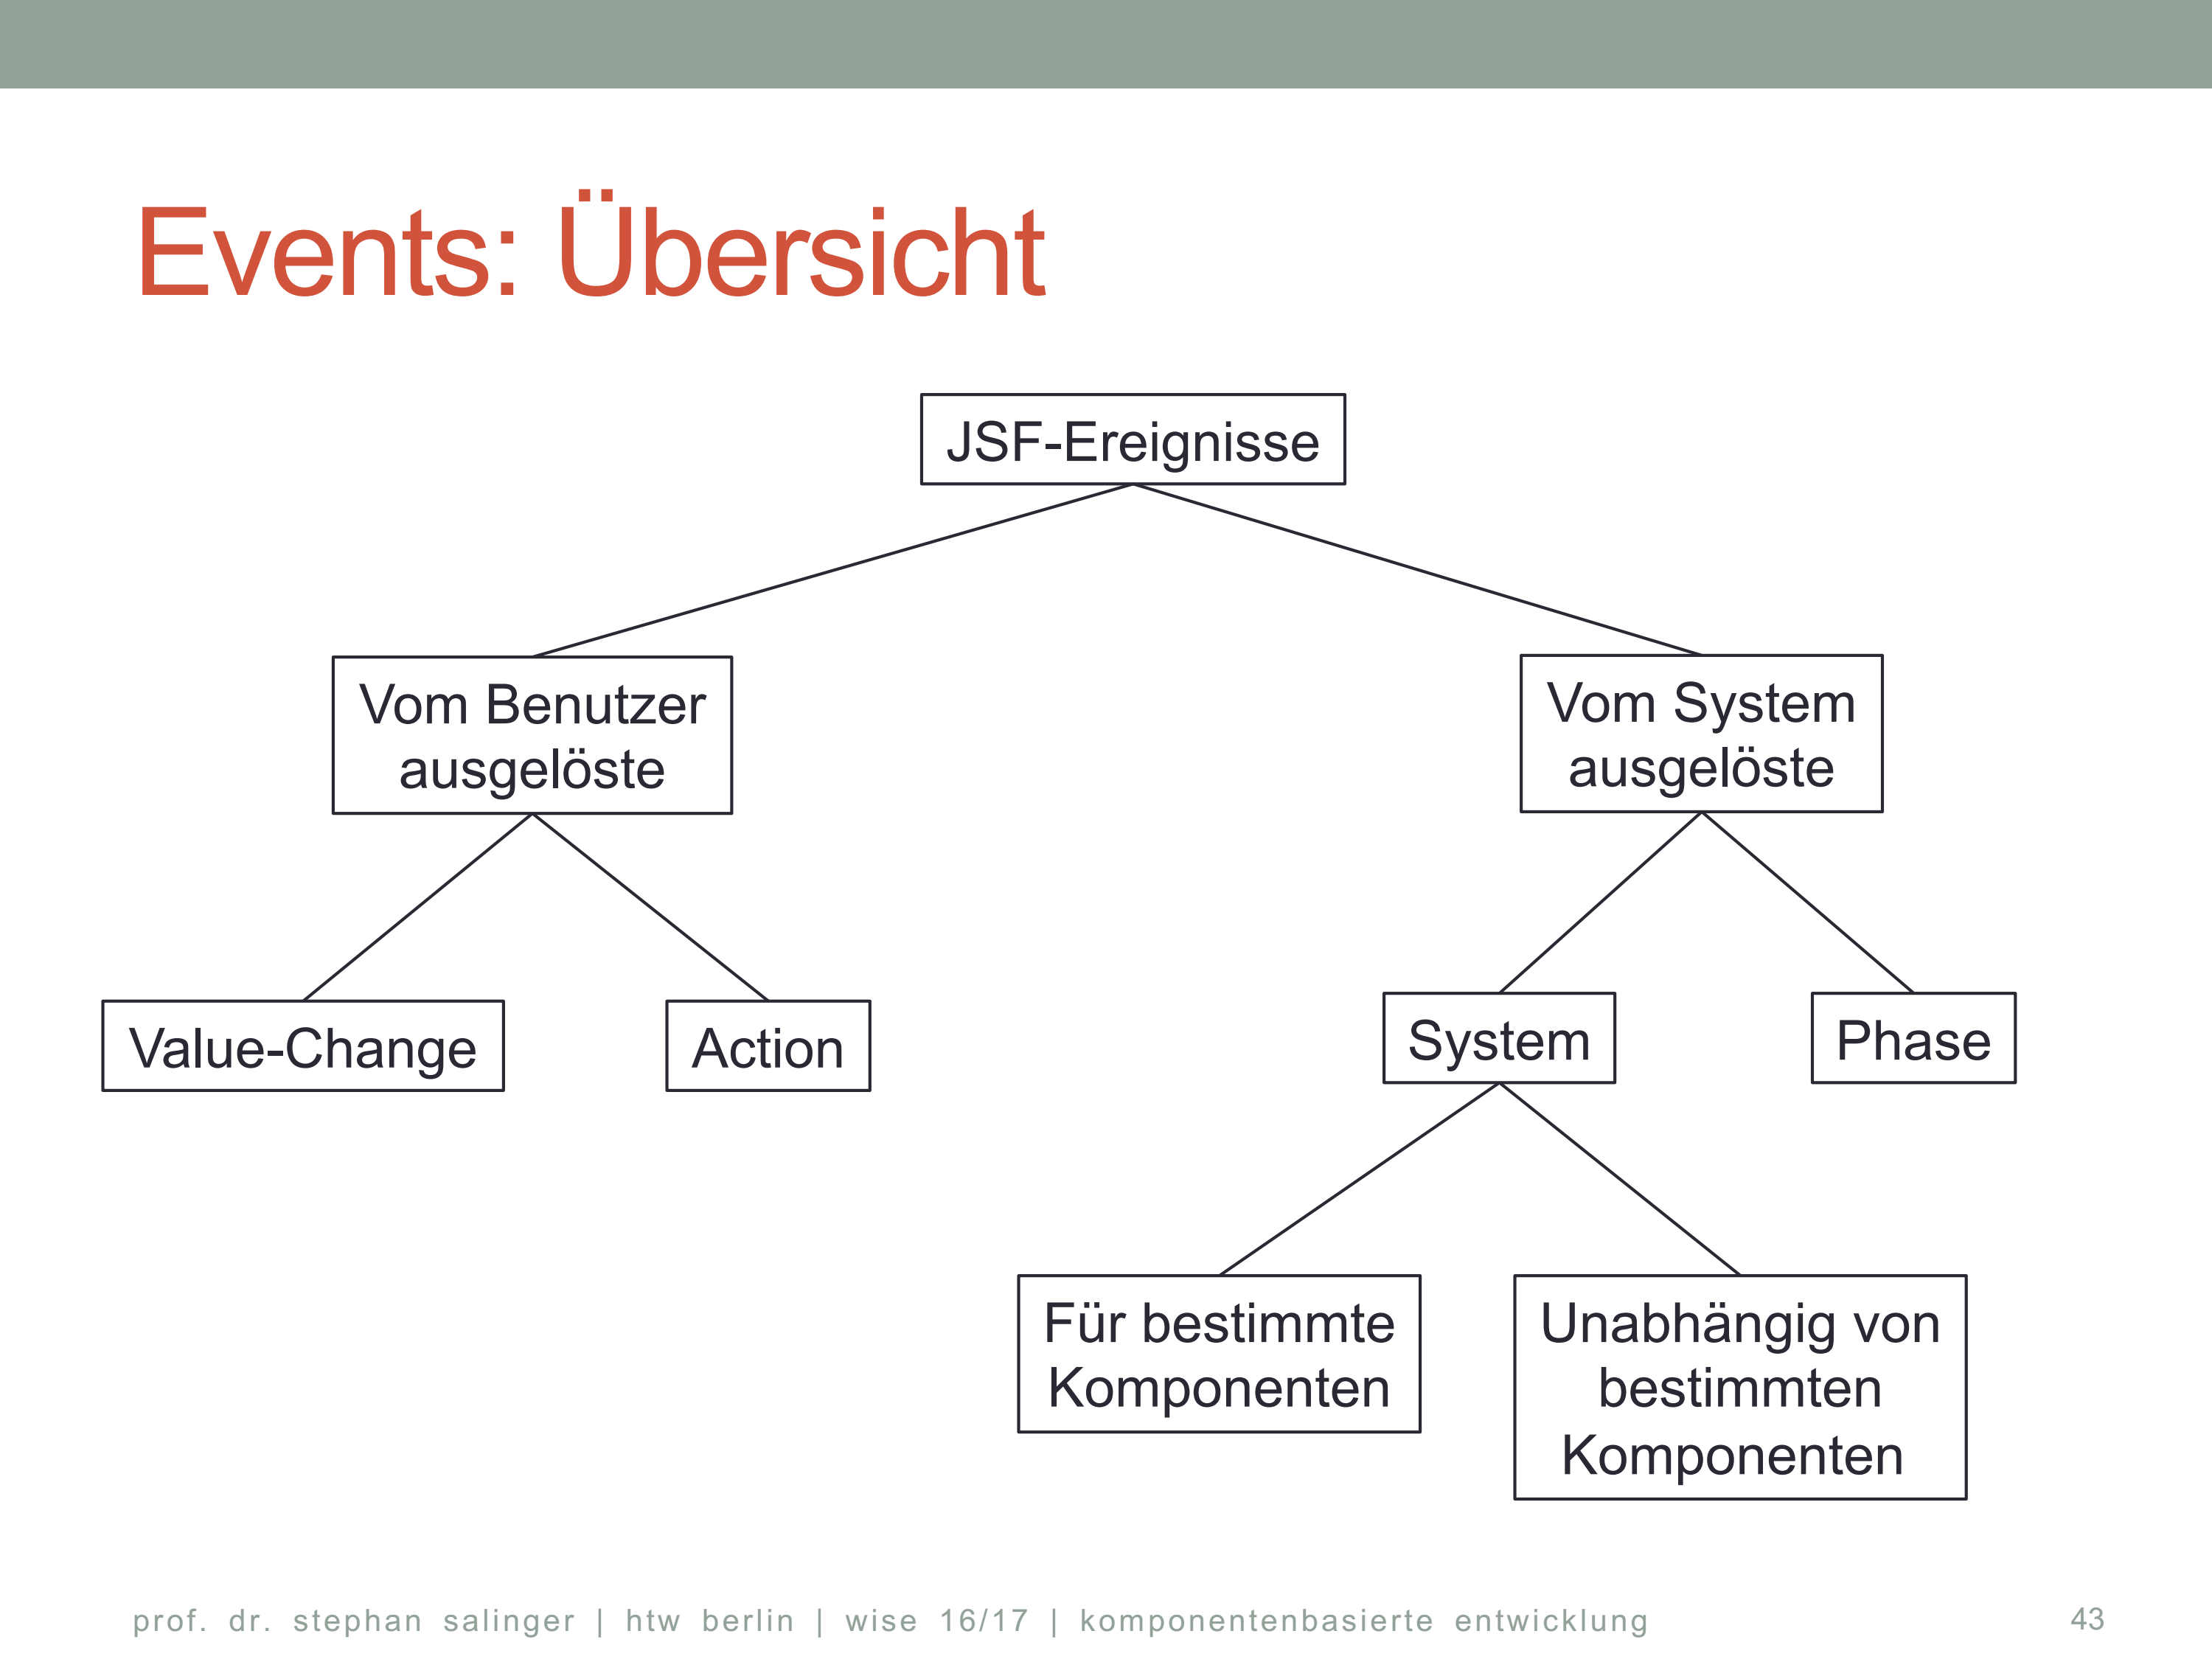 Events: Übersicht
JSF-Ereignisse
Vom Benutzer
ausgelöste
Vom System
ausgelöste
Value-Change
Action
System
Phase
Für bestimmte
Komponenten
Unabhängig von
bestimmten
Komponenten
prof. dr. stephan salinger | htw berlin | wise 16/17 | komponentenbasierte entwicklung
43